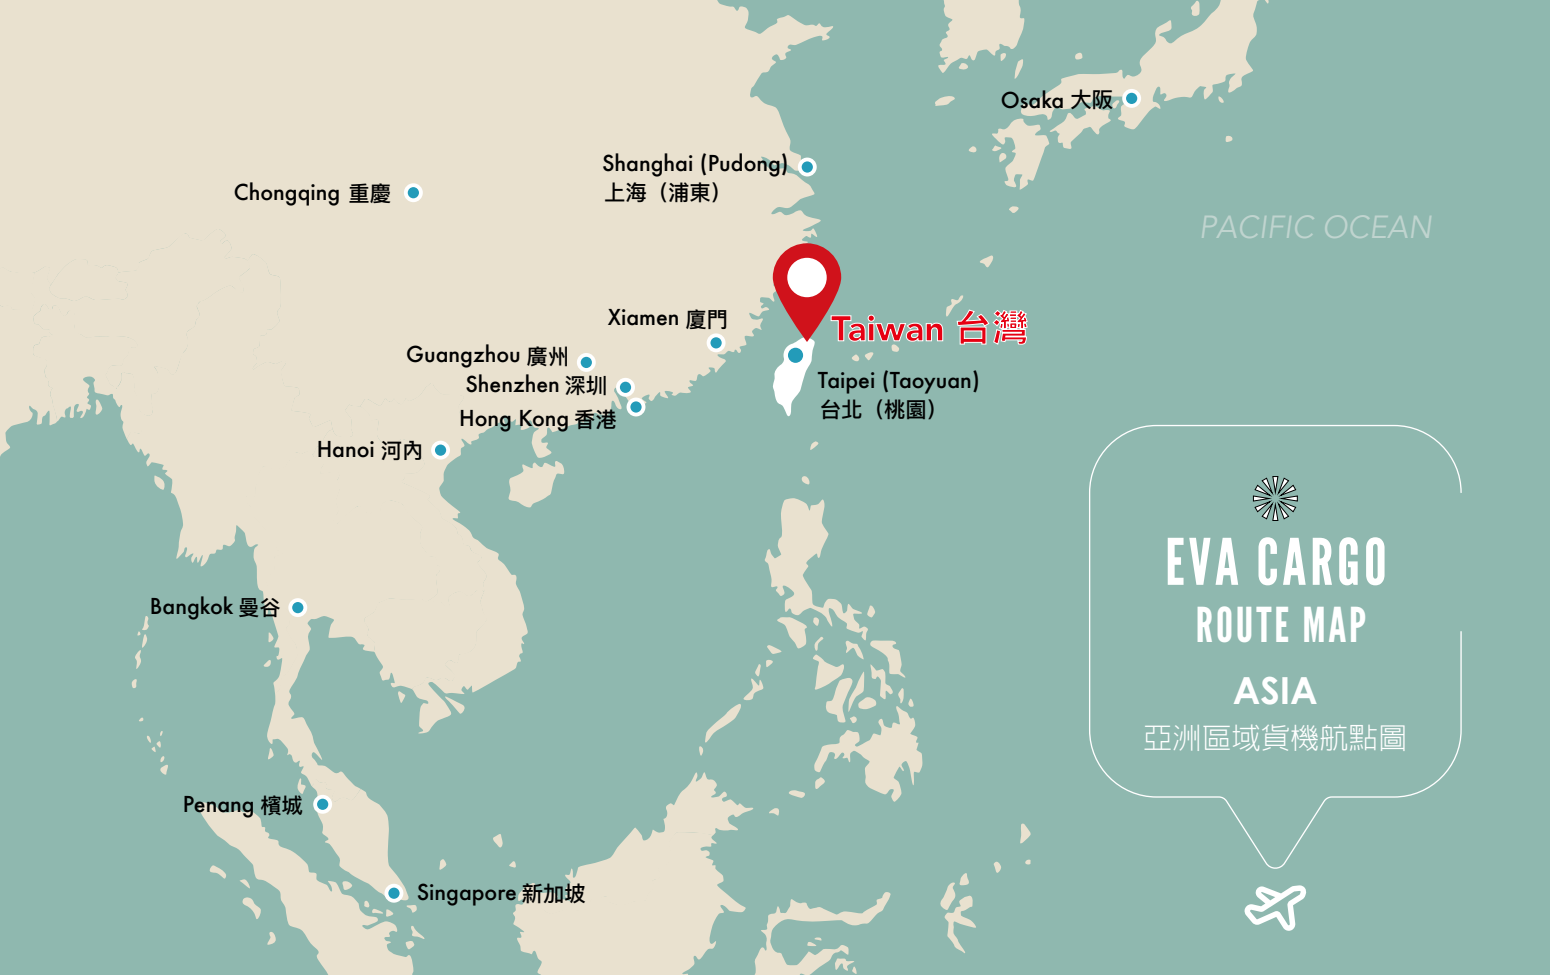 Osaka 大阪
Shanghai (Pudong)
上海（浦東）
Chongqing 重慶
PACIFIC OCEAN
Xiamen 廈門
Taiwan 台灣
Guangzhou 廣州
Shenzhen 深圳
Taipei (Taoyuan)
台北（桃園）
Hong Kong 香港
Hanoi 河內
EVA CARGO
ROUTE MAP
ASIA
亞洲區域貨機航點圖
Bangkok 曼谷
Penang 檳城
Singapore 新加坡